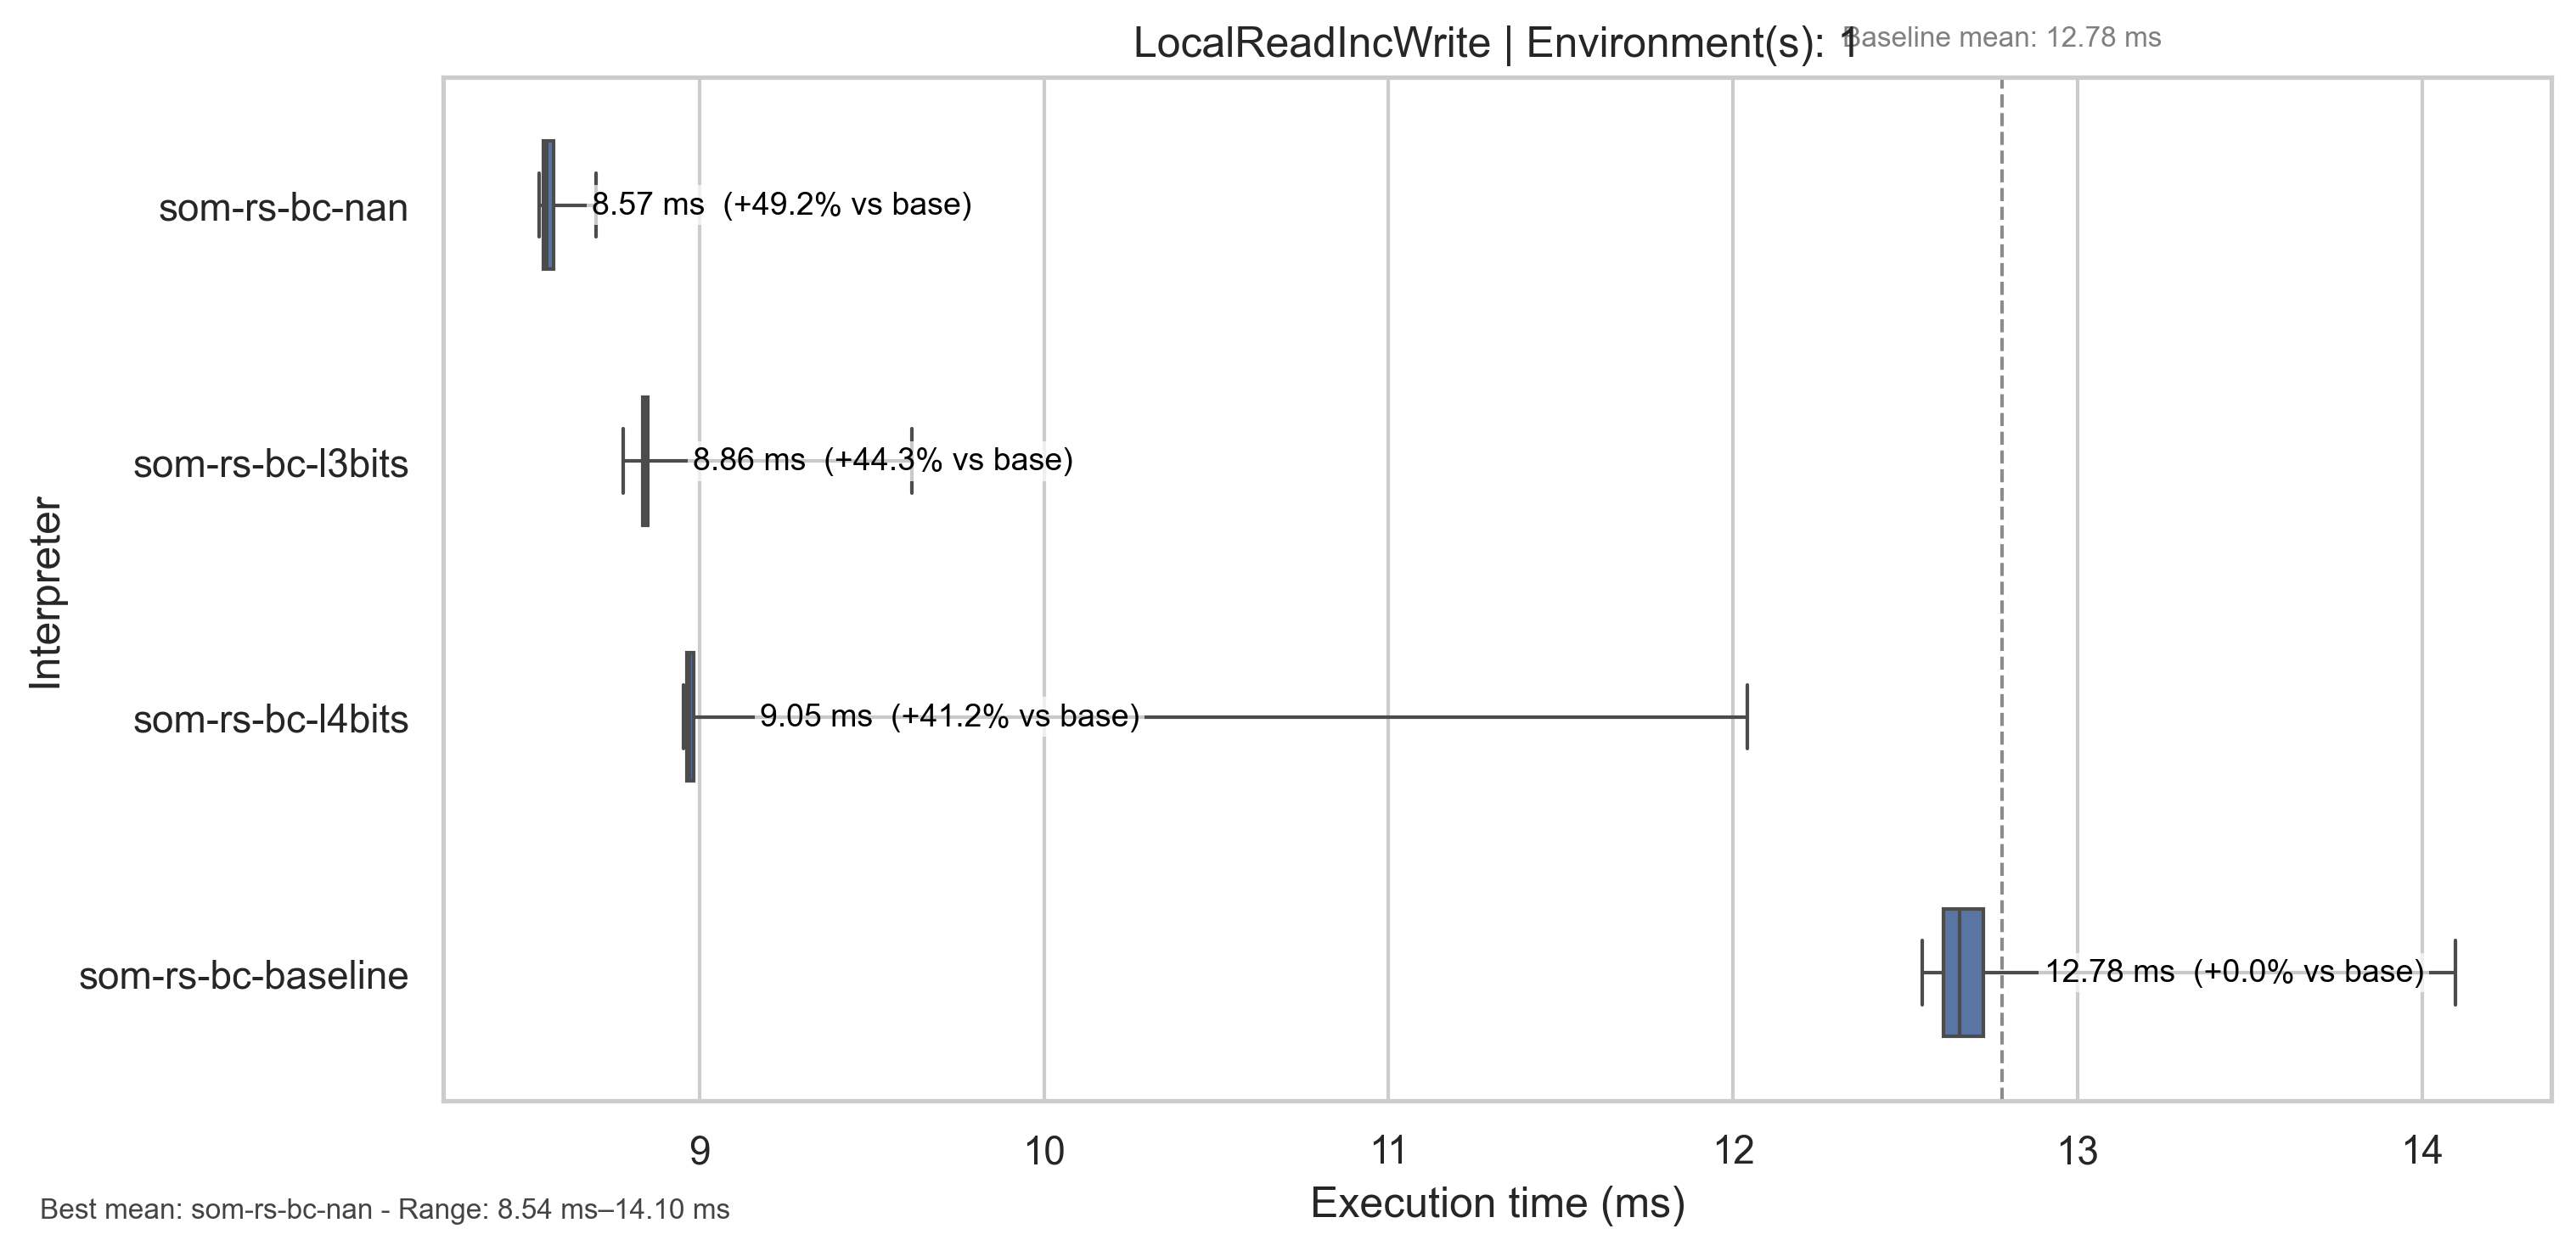 LocalReadIncWrite | Environment(s): 1
Baseline mean: 12.78 ms
som-rs-bc-nan
8.57 ms (+49.2% vs base)
som-rs-bc-l3bits
8.86 ms (+44.3% vs base)
som-rs-bc-l4bits
9.05 ms (+41.2% vs base)
som-rs-bc-baseline
12.78 ms (+0.0% vs base)
Interpreter
9 10 11 12 13 14
Execution time (ms)
Best mean: som-rs-bc-nan - Range: 8.54 ms–14.10 ms